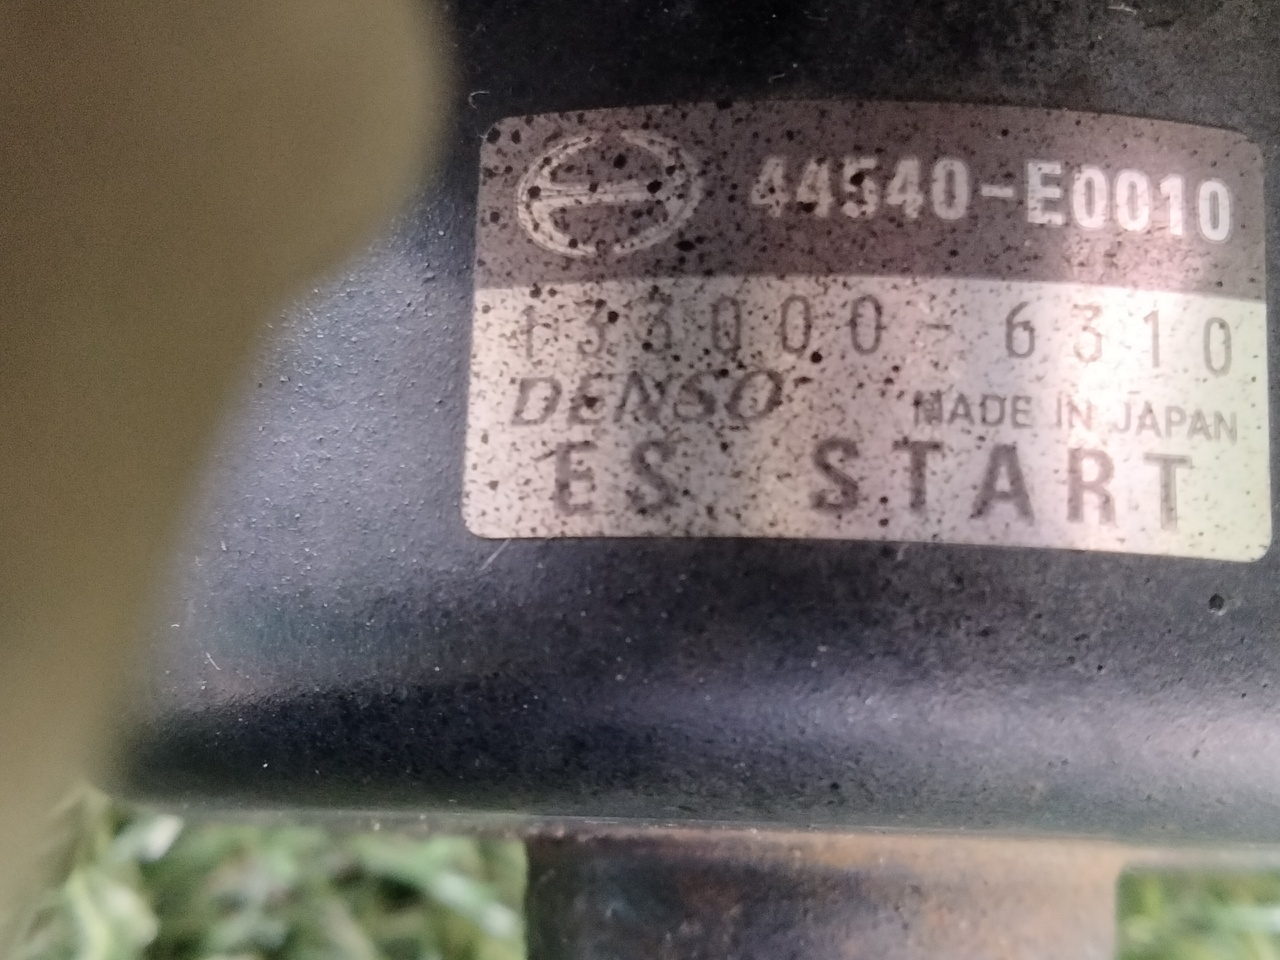 44540-E0010
133000-6310
DENSO MADE IN JAPAN
ES START